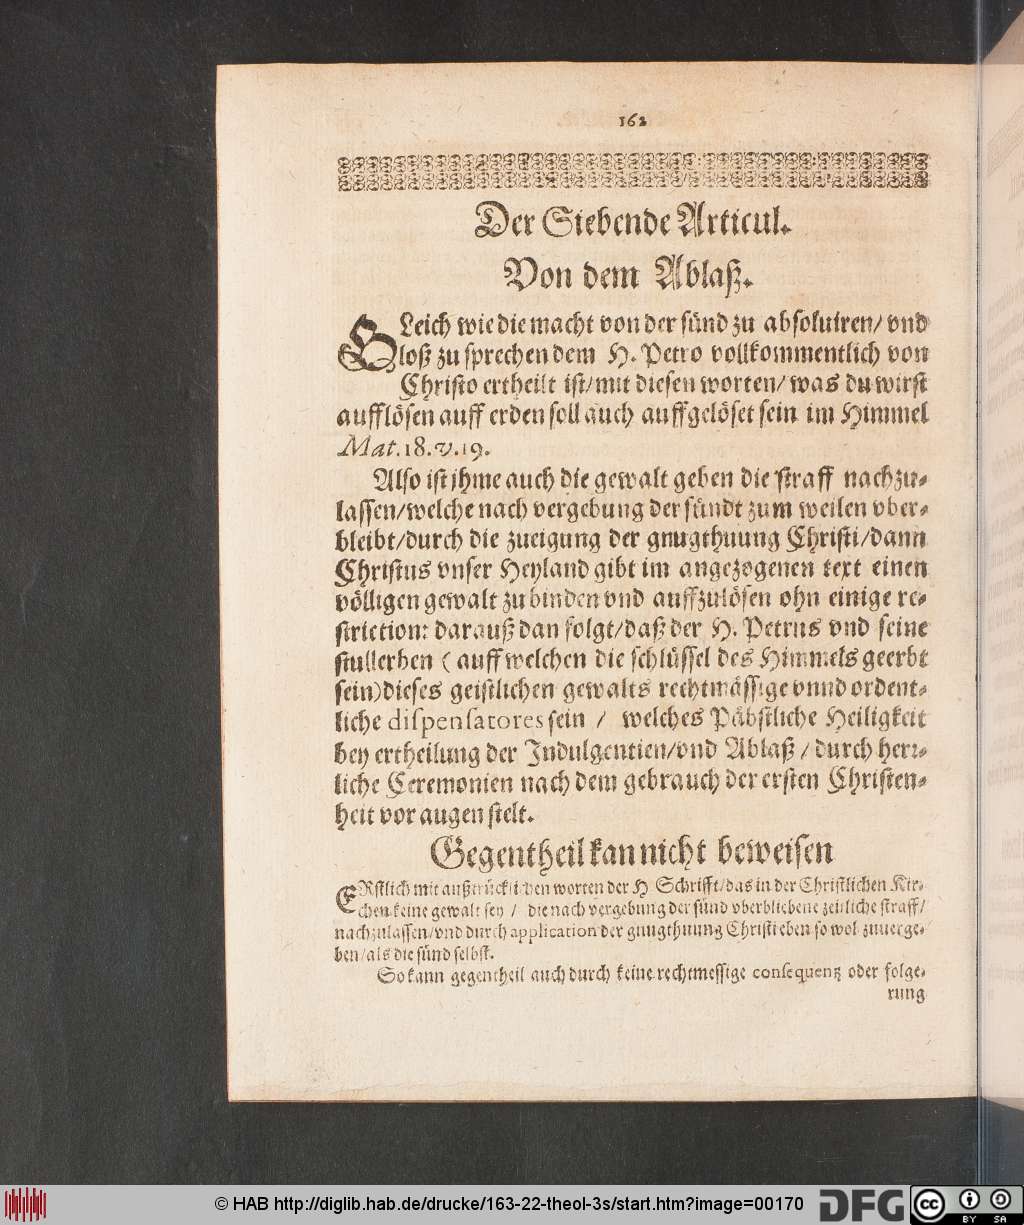 162
Der Siebende Articul.
Von dem Ablaß.
GLeich wie die macht von der sünd zu absoluiren/ vnd
loß zu sprechen dem H. Petro vollkommentlich von
Christo ertheilt ist/mit diesen worten/ was du wirst
aufflösen auff erden soll auch auffgelöset sein im Himmel
Mat. 18. v. 19.
Also ist jhme auch die gewalt geben die straff nachzu-
lassen/welche nach vergebung der sündt zum weilen vber-
bleibt/durch die zueigung der gnugthuung Christi/dann
Christus vnser Heyland gibt im angezogenen text einen
völligen gewalt zu binden vnd auffzulösen ohn einige re-
striction: darauß dan folgt/daß der H. Petrus vnd seine
stullerben ( auff welchen die schlüssel des Himmels geerbt
sein) dieses geistlichen gewalts rechtmässige vnnd ordent-
liche dispensatores sein / welches Päbstliche Heiligkeit
bey ertheilung der Indulgentien/vnd Ablaß / durch herr-
liche Ceremonien nach dem gebrauch der ersten Christen-
heit vor augen stelt.
Gegentheil kan nicht beweisen
ERstlich mit außtrücklichen worten der H Schrifft/das in der Christlichen Kir-
chen keine gewalt sey / die nach vergebung der sünd vberbliebene zeitliche straff/
nachzulassen/vnd durch application der gnugthuung Christi eben so wol zuuerge-
ben/als die sünd selbst.
So kann gegentheil auch durch keine rechtmessige consequentz oder folge-
rung
© HAB http://diglib.hab.de/drucke/163-22-theol-3s/start.htm?image=00170
DFG
cc
BY SA